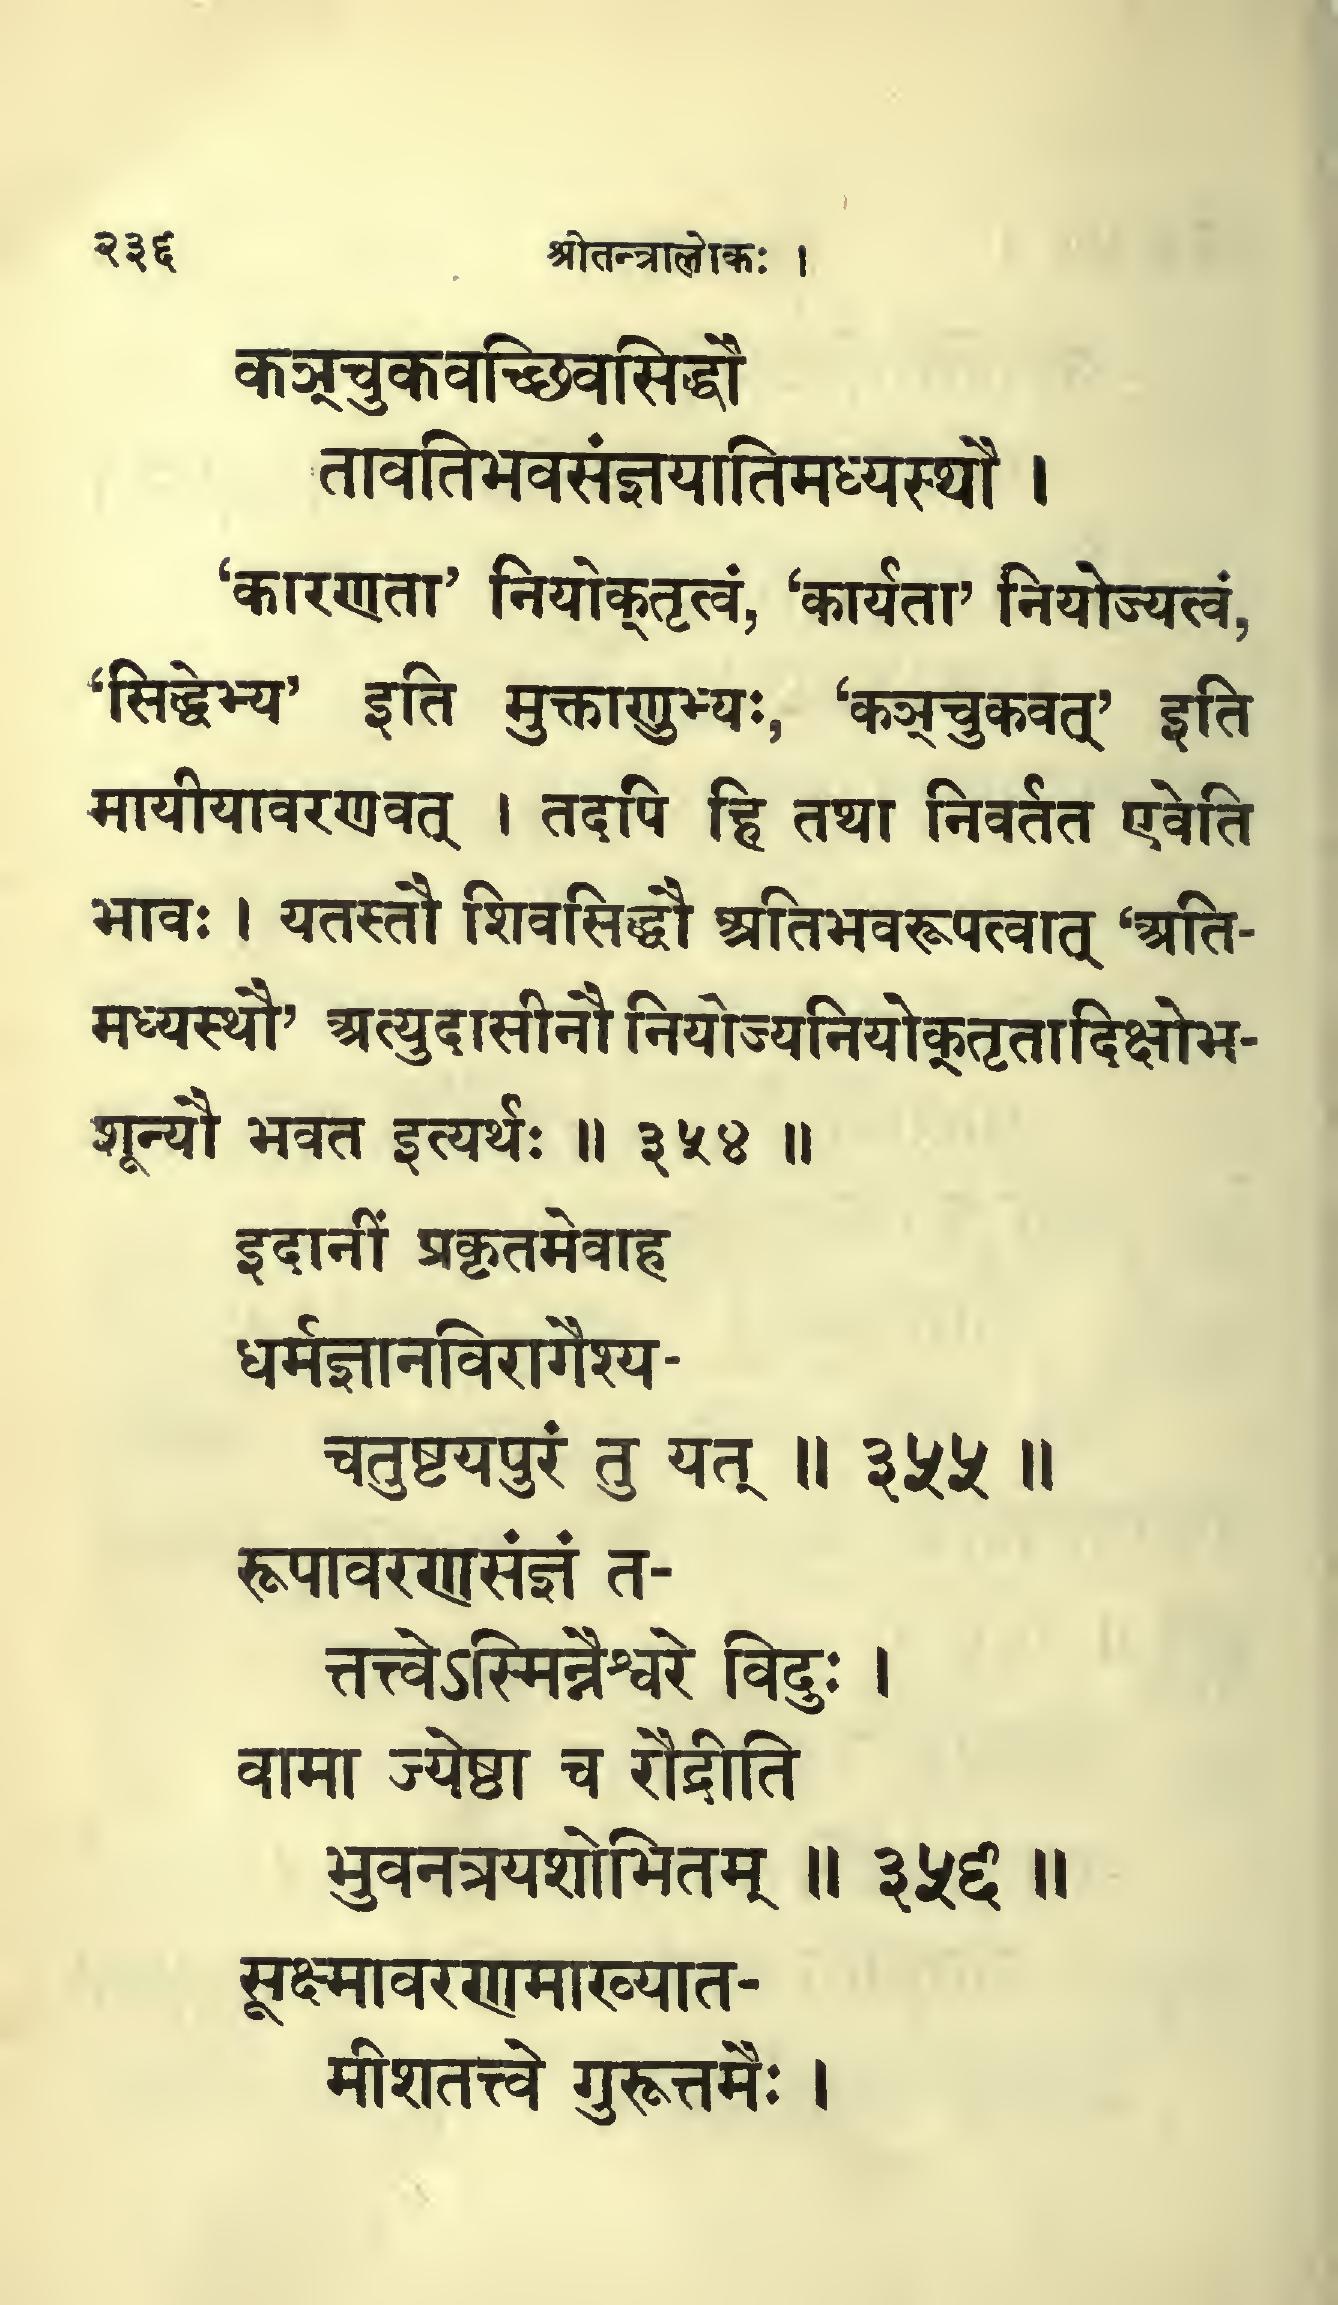 २३६ श्रीतन्त्रालोकः ।
कञ्चुकवच्छिवसिद्धौ
तावतिभवसंज्ञयातिमध्यस्थौ ।
‘कारणता’ नियोक्तृत्वं, ‘कार्यता’ नियोज्यत्वं,
‘सिद्धेभ्य’ इति मुक्ताणुभ्यः, ‘कञ्चुकवत्’ इति
मायीयावरणवत् । तदपि हि तथा निवर्तत एवेति
भावः । यतस्तौ शिवसिद्धौ अतिभवरूपत्वात् ‘अति-
मध्यस्थौ’ अत्युदासीनौ नियोज्यनियोक्तृतादिक्षोभ-
शून्यौ भवत इत्यर्थः ॥ ३५४ ॥
इदानीं प्रकृतमेवाह
धर्मज्ञानविरागैश्य-
चतुष्टयपुरं तु यत् ॥ ३५५ ॥
रूपावरणसंज्ञं त-
त्तत्त्वेऽस्मिन्नैश्वरे विदुः ।
वामा ज्येष्ठा च रौद्रीति
भुवनत्रयशोभितम् ॥ ३५६ ॥
सूक्ष्मावरणमाख्यात-
मीशतत्त्वे गुरूत्तमैः ।